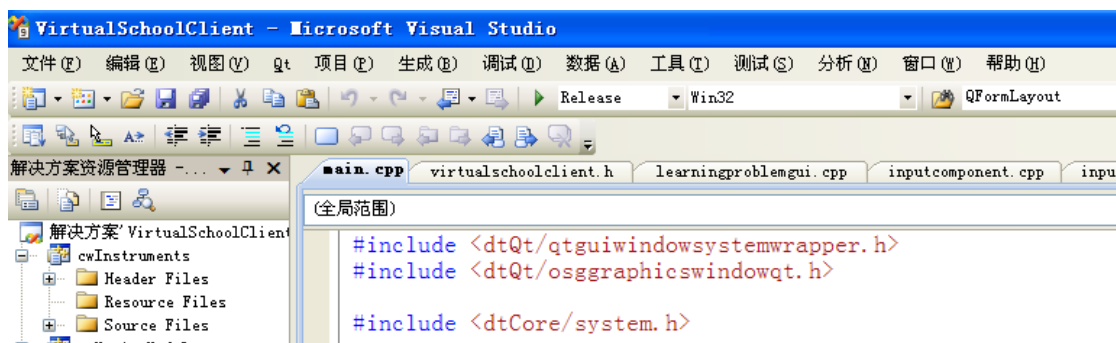 VirtualSchoolClient - Microsoft Visual Studio
文件(F) 编辑(E) 视图(V) Qt 项目(P) 生成(B) 调试(D) 数据(A) 工具(T) 测试(S) 分析(N) 窗口(W) 帮助(H)
Release Win32 QFormLayout
解决方案资源管理器 -...
main.cpp virtualschoolclient.h learningproblemgui.cpp inputcomponent.cpp inpu
(全局范围)
解决方案'VirtualSchoolClient
cwInstruments
Header Files
Resource Files
Source Files
#include <dtQt/qtguiwindowsystemwrapper.h>
#include <dtQt/osggraphicswindowqt.h>
#include <dtCore/system.h>